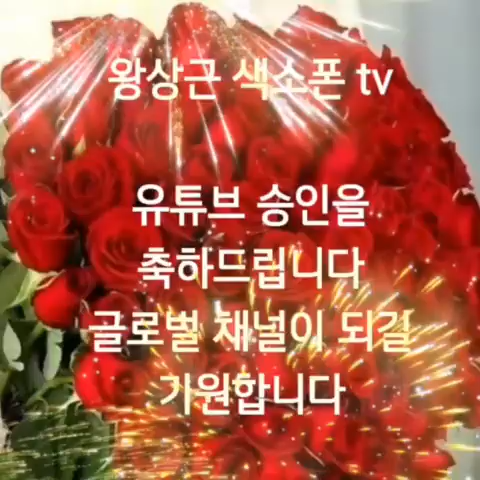 왕상근 색소폰 tv
유튜브 승인을
축하드립니다
글로벌 채널이 되길
기원합니다